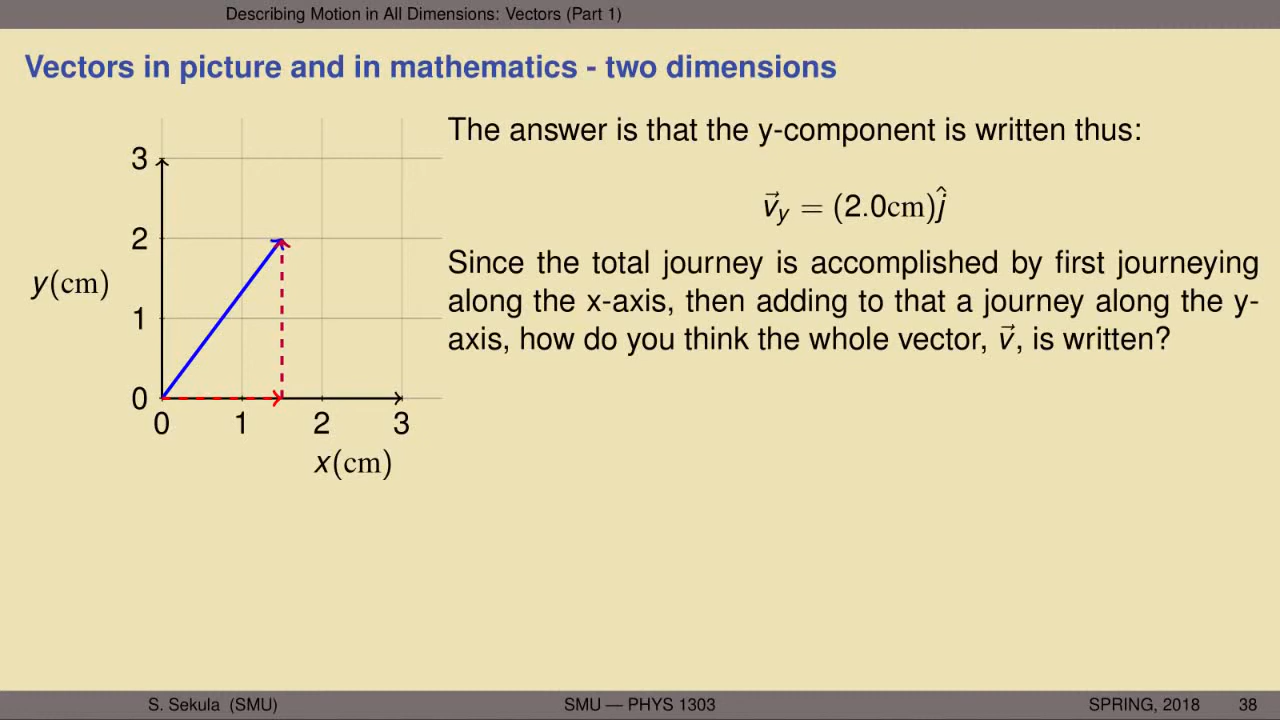 Describing Motion in All Dimensions: Vectors (Part 1)
Vectors in picture and in mathematics - two dimensions
The answer is that the y-component is written thus:
v⃗y = (2.0cm)ĵ
Since the total journey is accomplished by first journeying
along the x-axis, then adding to that a journey along the y-
axis, how do you think the whole vector, v⃗, is written?
3
2
y(cm)
1
0
0 1 2 3
x(cm)
S. Sekula (SMU) SMU — PHYS 1303 SPRING, 2018 38